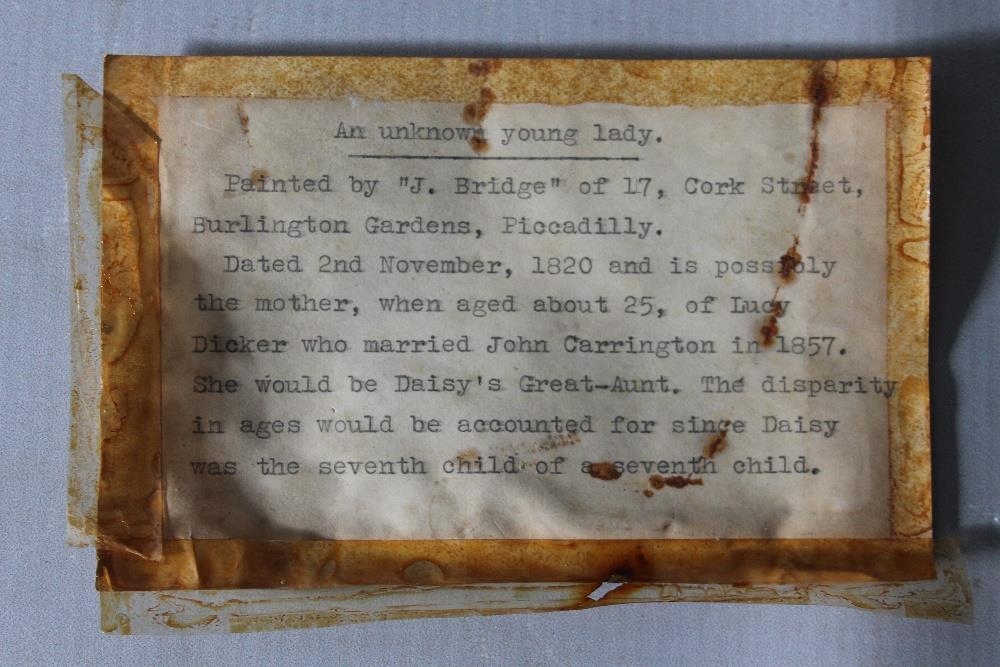 An unknown young lady.
Painted by "J. Bridge" of 17, Cork Street,
Burlington Gardens, Piccadilly.
Dated 2nd November, 1820 and is possibly
the mother, when aged about 25, of Lucy
Dicker who married John Carrington in 1857.
She would be Daisy's Great-Aunt. The disparity
in ages would be accounted for since Daisy
was the seventh child of a seventh child.